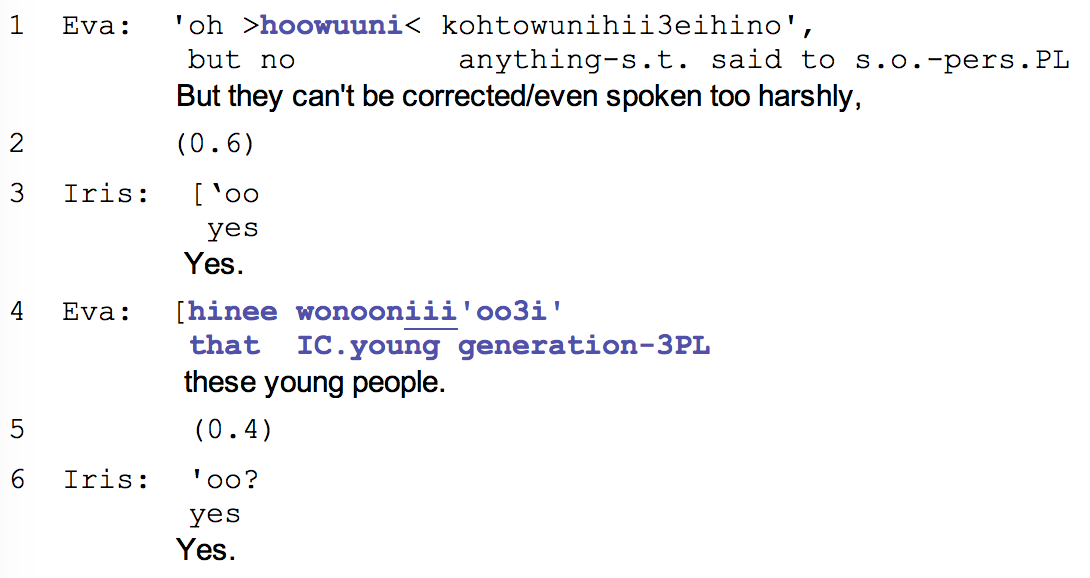 1 Eva: 'oh >hoowuuni< kohtowunihii3eihino',
but no anything-s.t. said to s.o.-pers.PL
But they can't be corrected/even spoken too harshly,
2 (0.6)
3 Iris: [‛oo
yes
Yes.
4 Eva: [hinee wonooniii'oo3i'
that IC.young generation-3PL
these young people.
5 (0.4)
6 Iris: 'oo?
yes
Yes.